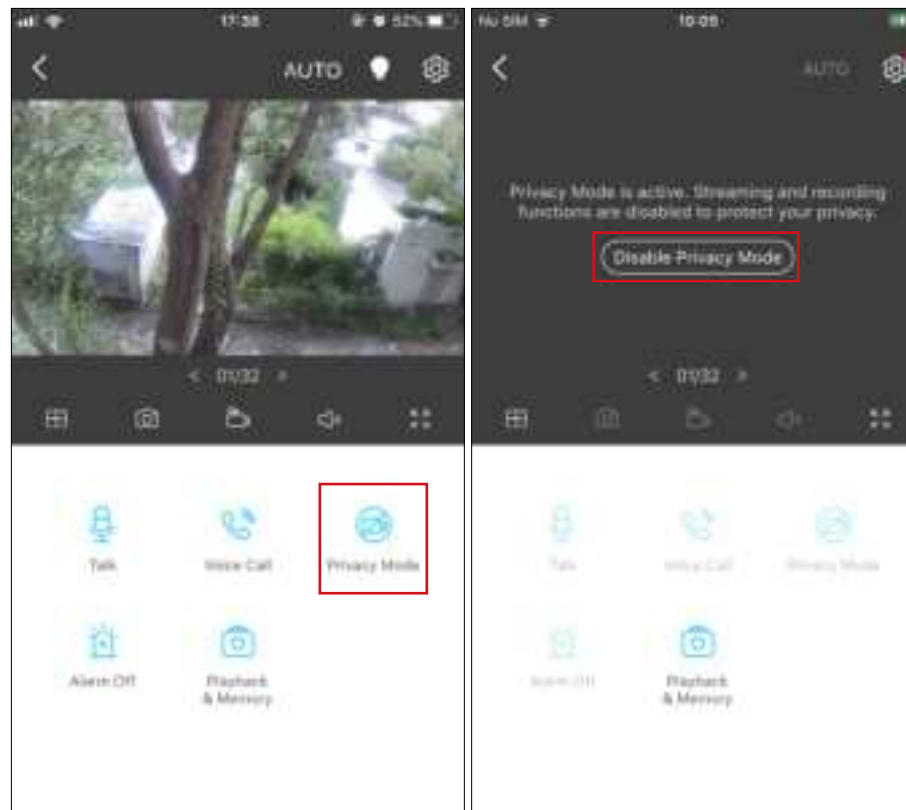 17:38
52%
AUTO
< 01/32 >
Talk
Voice Call
Privacy Mode
Alarm Off
Playback
& Memory
No SIM
AUTO
Privacy Mode is active. Streaming and recording
functions are disabled to protect your privacy.
Disable Privacy Mode
< 01/32 >
Talk
Voice Call
Privacy Mode
Alarm Off
Playback
& Memory